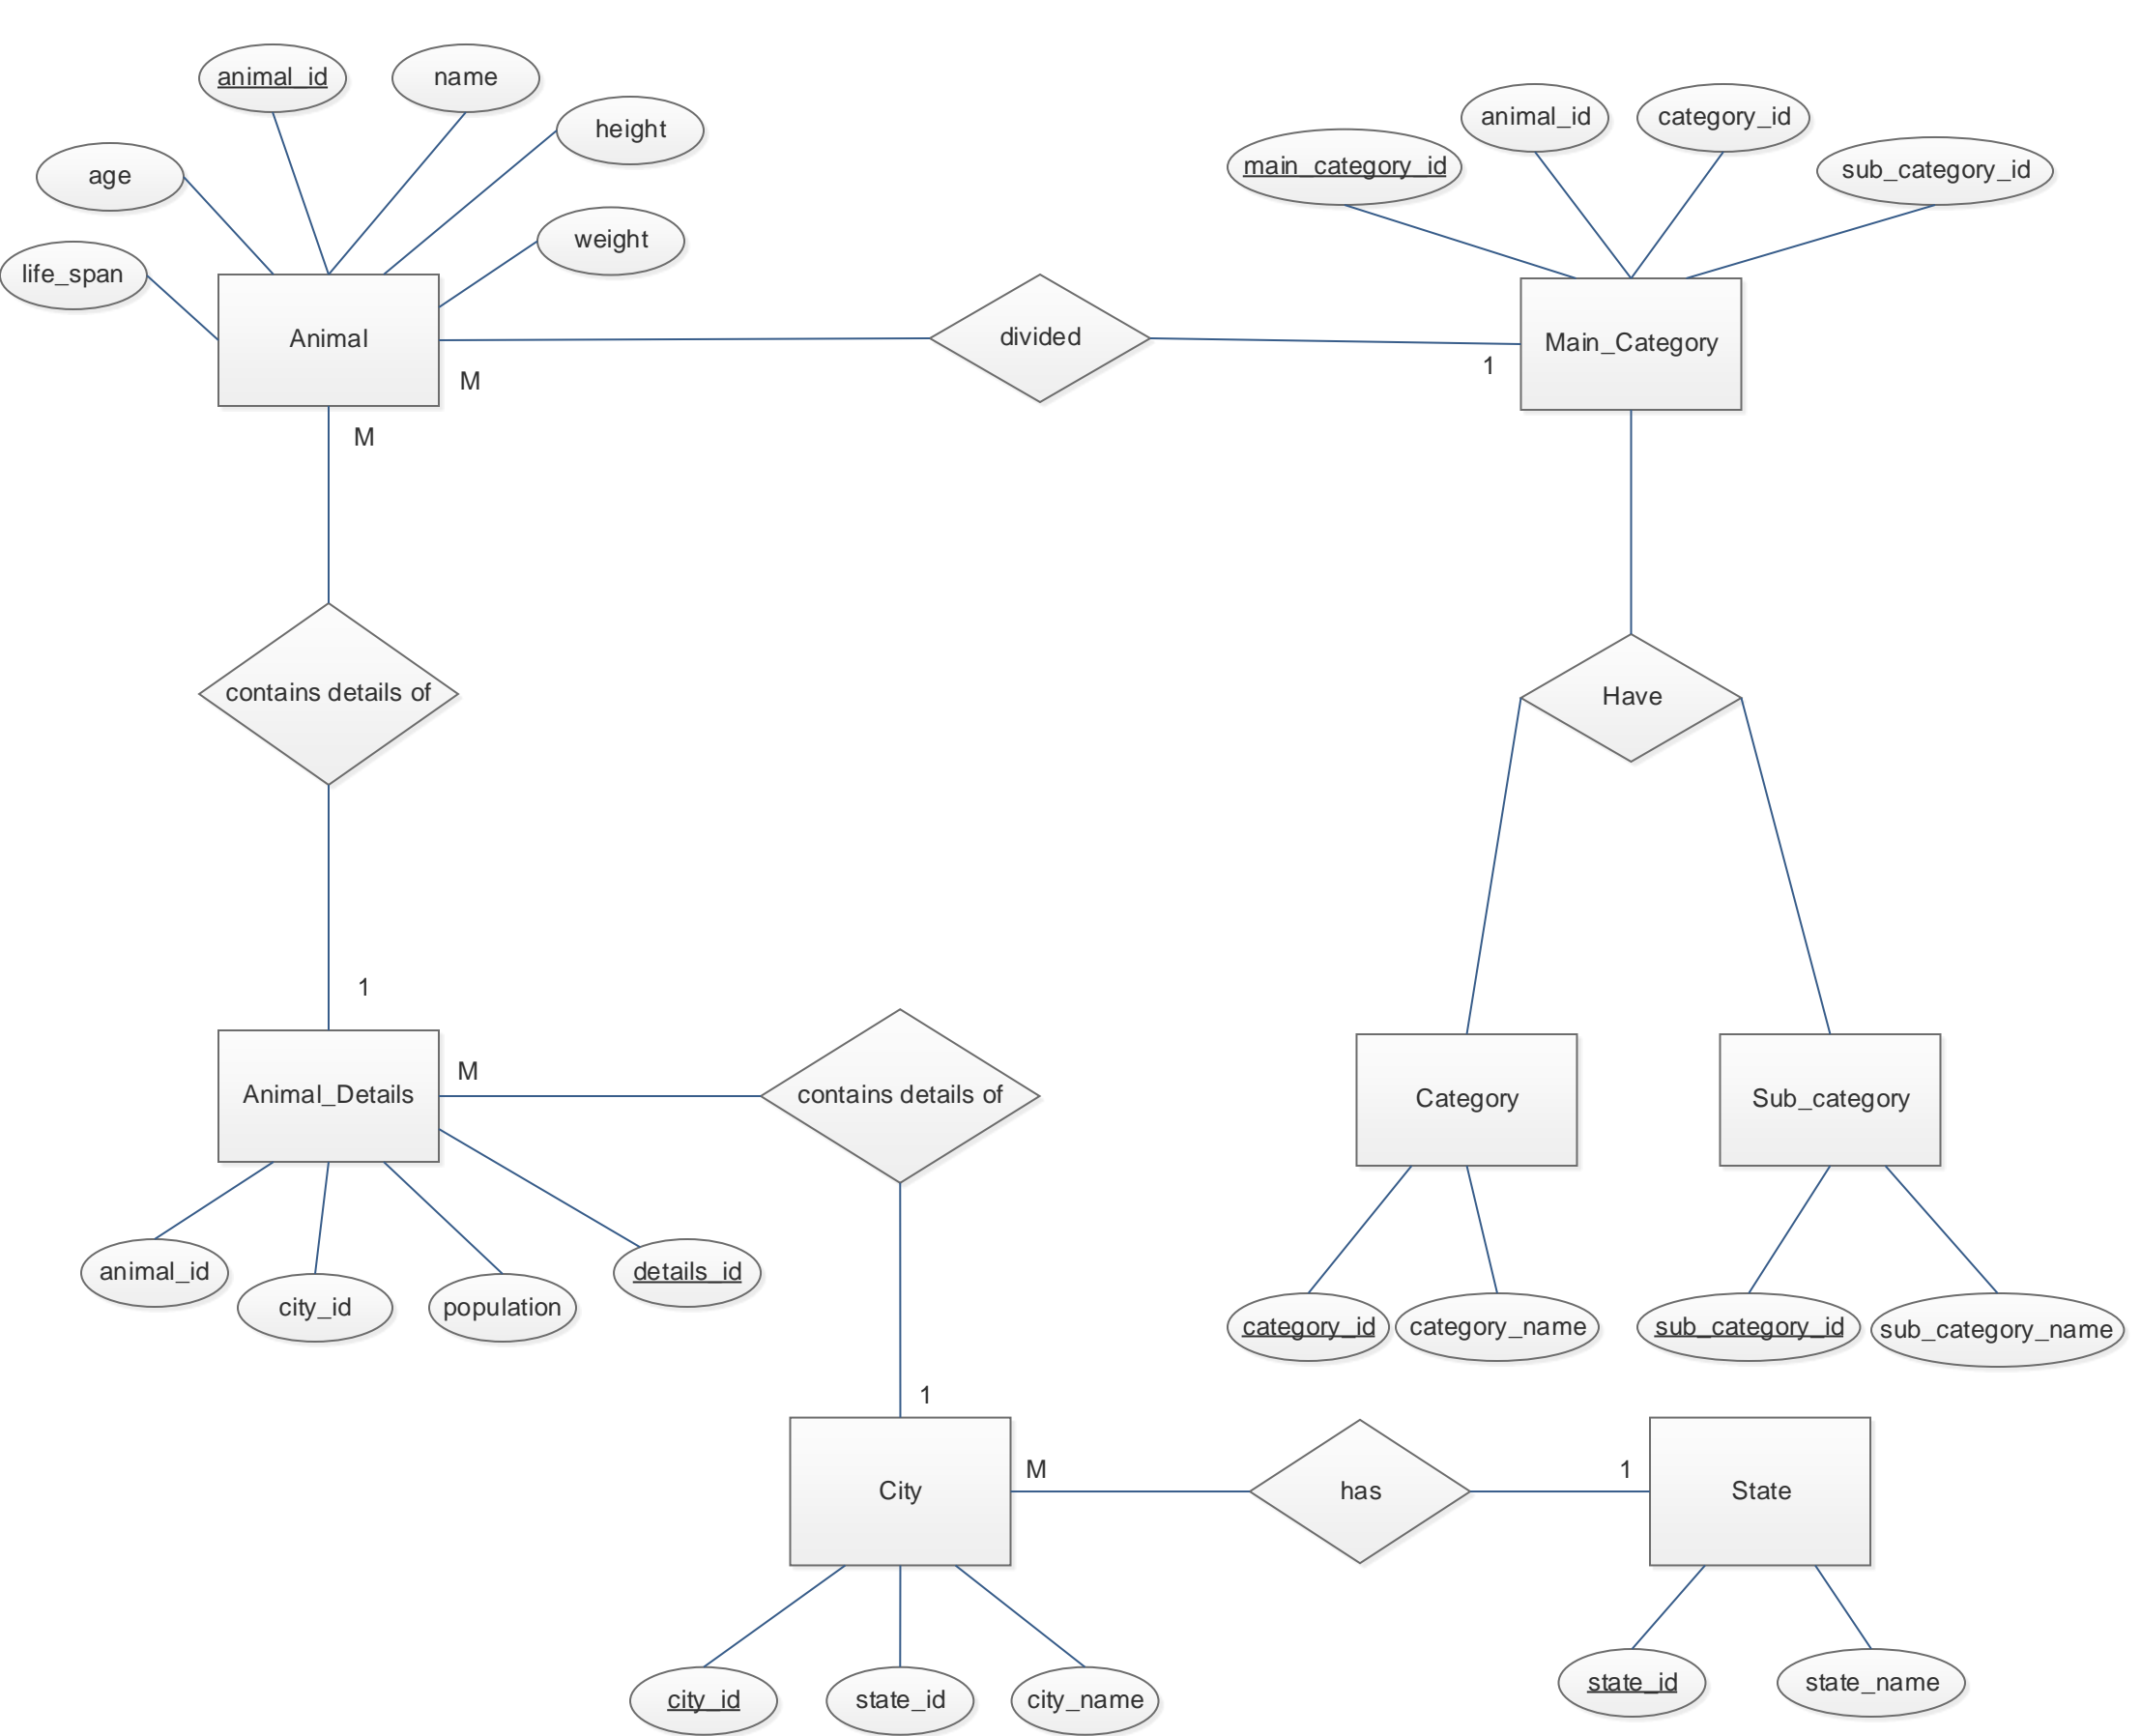 animal_id
name
height
age
weight
life_span
Animal
M
M
divided
1
Main_Category
main_category_id
animal_id
category_id
sub_category_id
contains details of
Have
1
Animal_Details
M
contains details of
Category
Sub_category
animal_id
city_id
population
details_id
category_id
category_name
sub_category_id
sub_category_name
1
City
M
has
1
State
city_id
state_id
city_name
state_id
state_name